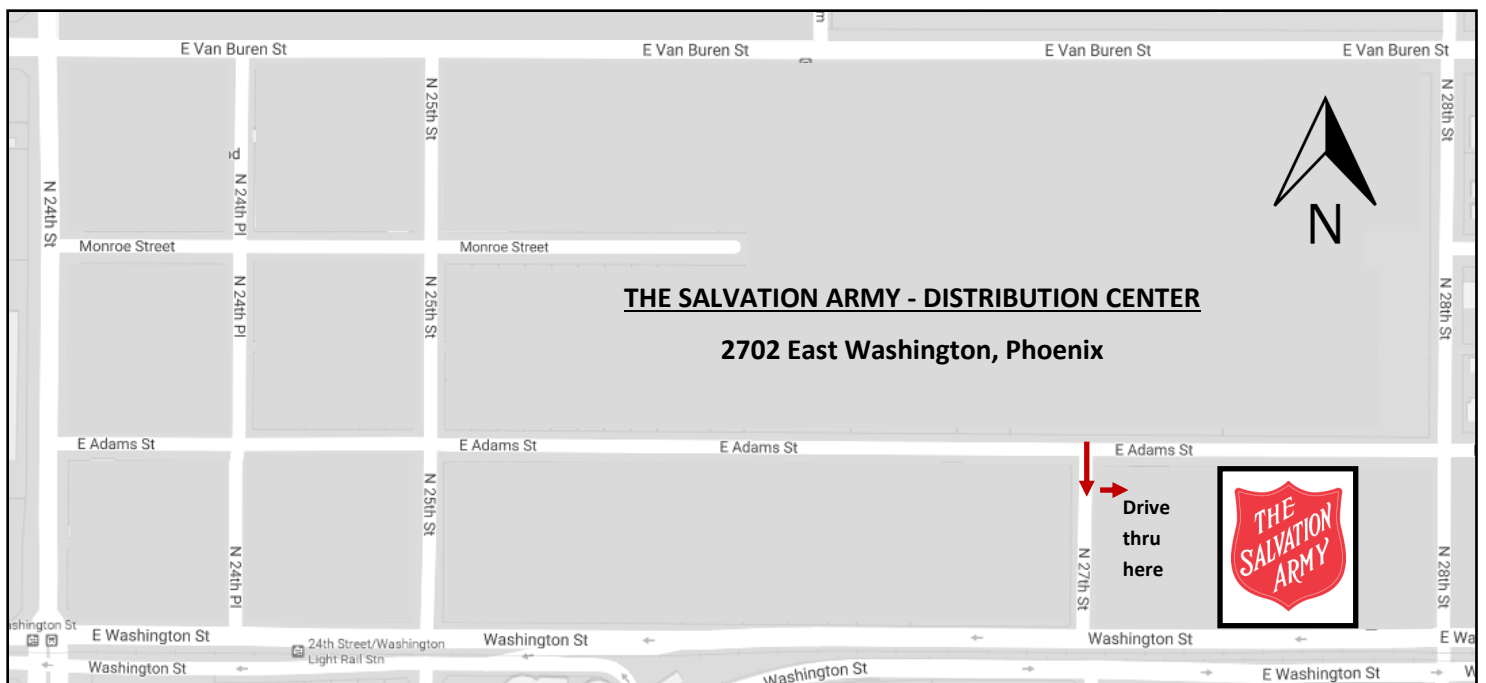 E Van Buren St
E Van Buren St
E Van Buren St
E Van Buren St
N 24th St
N 24th Pl
N 25th St
N 28th St
N
Monroe Street
Monroe Street
N 24th Pl
N 25th St
N 28th St
THE SALVATION ARMY - DISTRIBUTION CENTER
2702 East Washington, Phoenix
E Adams St
E Adams St
E Adams St
E Adams St
N 24th Pl
N 25th St
N 27th St
N 28th St
Drive
thru
here
THE
SALVATION
ARMY
ashington St
E Washington St
24th Street/Washington
Light Rail Stn
Washington St
Washington St
E Wa
Washington St
Washington St
E Washington St
W